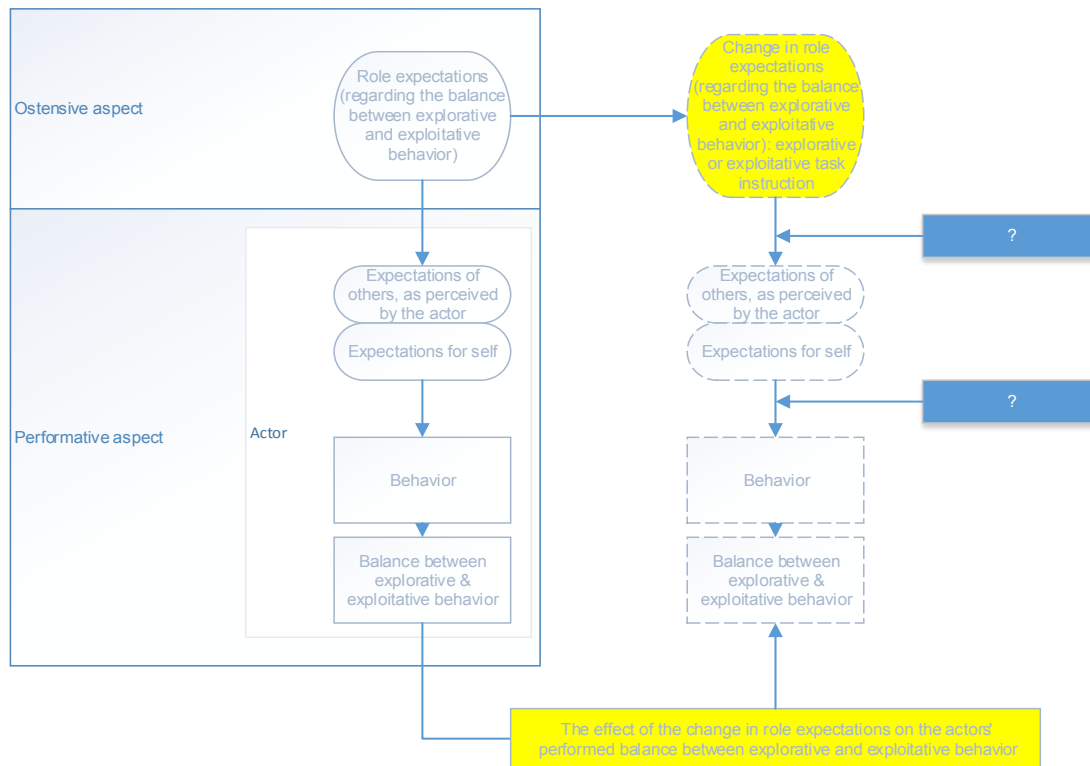 Ostensive aspect
Role expectations
(regarding the balance
between explorative
and exploitative
behavior)
Change in role
expectations
(regarding the balance
between explorative
and exploitative
behavior): explorative
or exploitative task
instruction
?
Performative aspect
Actor
Expectations of
others, as perceived
by the actor
Expectations for self
Behavior
Balance between
explorative &
exploitative behavior
Expectations of
others, as perceived
by the actor
Expectations for self
?
Behavior
Balance between
explorative &
exploitative behavior
The effect of the change in role expectations on the actors'
performed balance between explorative and exploitative behavior